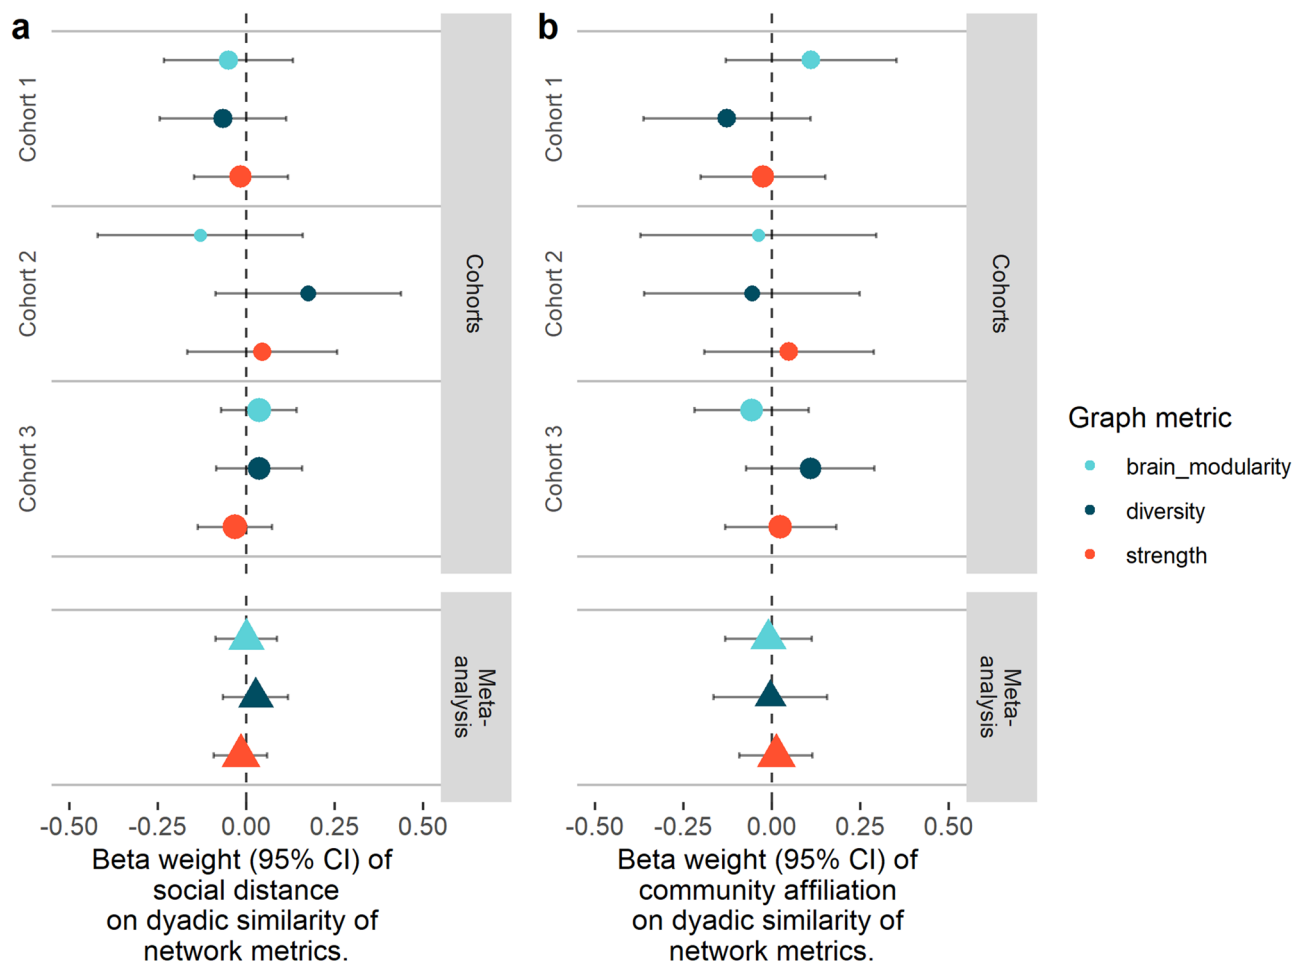 a
Cohort 1
Cohort 2
Cohort 3
Cohorts
Meta-
analysis
-0.50 -0.25 0.00 0.25 0.50
Beta weight (95% CI) of
social distance
on dyadic similarity of
network metrics.
b
Cohort 1
Cohort 2
Cohort 3
Cohorts
Meta-
analysis
-0.50 -0.25 0.00 0.25 0.50
Beta weight (95% CI) of
community affiliation
on dyadic similarity of
network metrics.
Graph metric
brain_modularity
diversity
strength